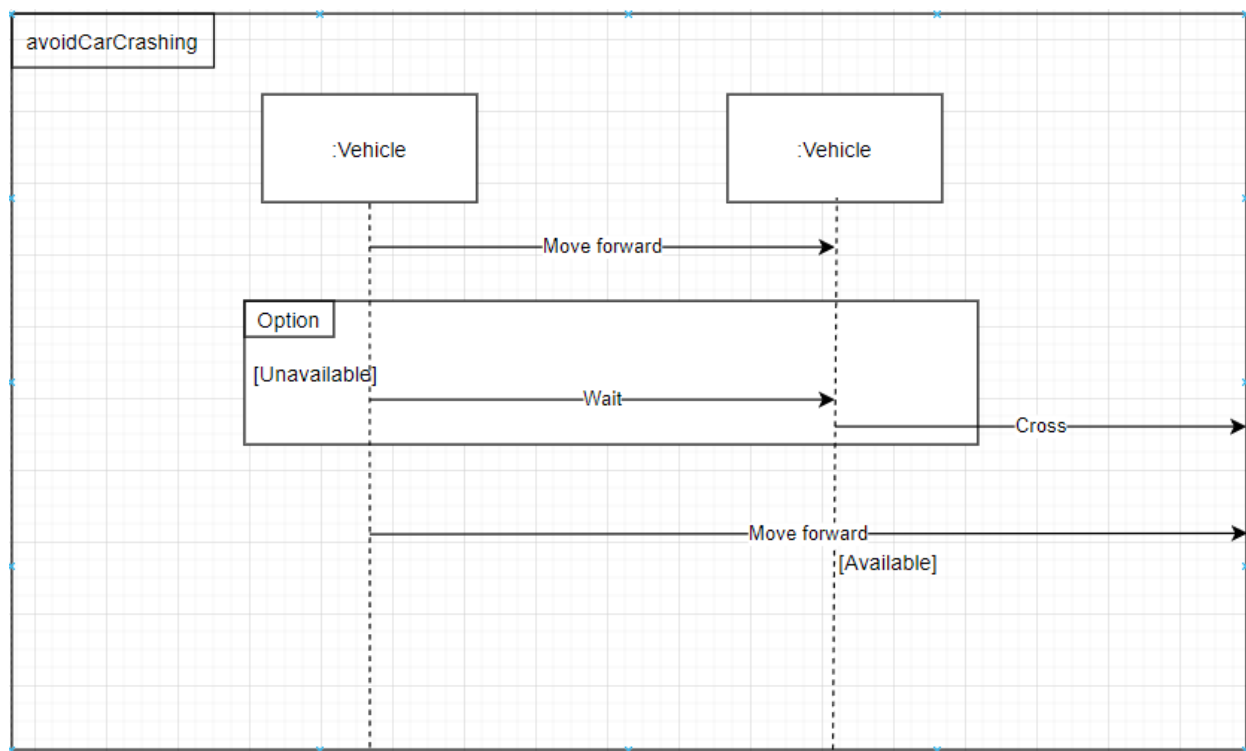 avoidCarCrashing
:Vehicle
:Vehicle
Move forward
Option
[Unavailable]
Wait
Cross
Move forward
[Available]